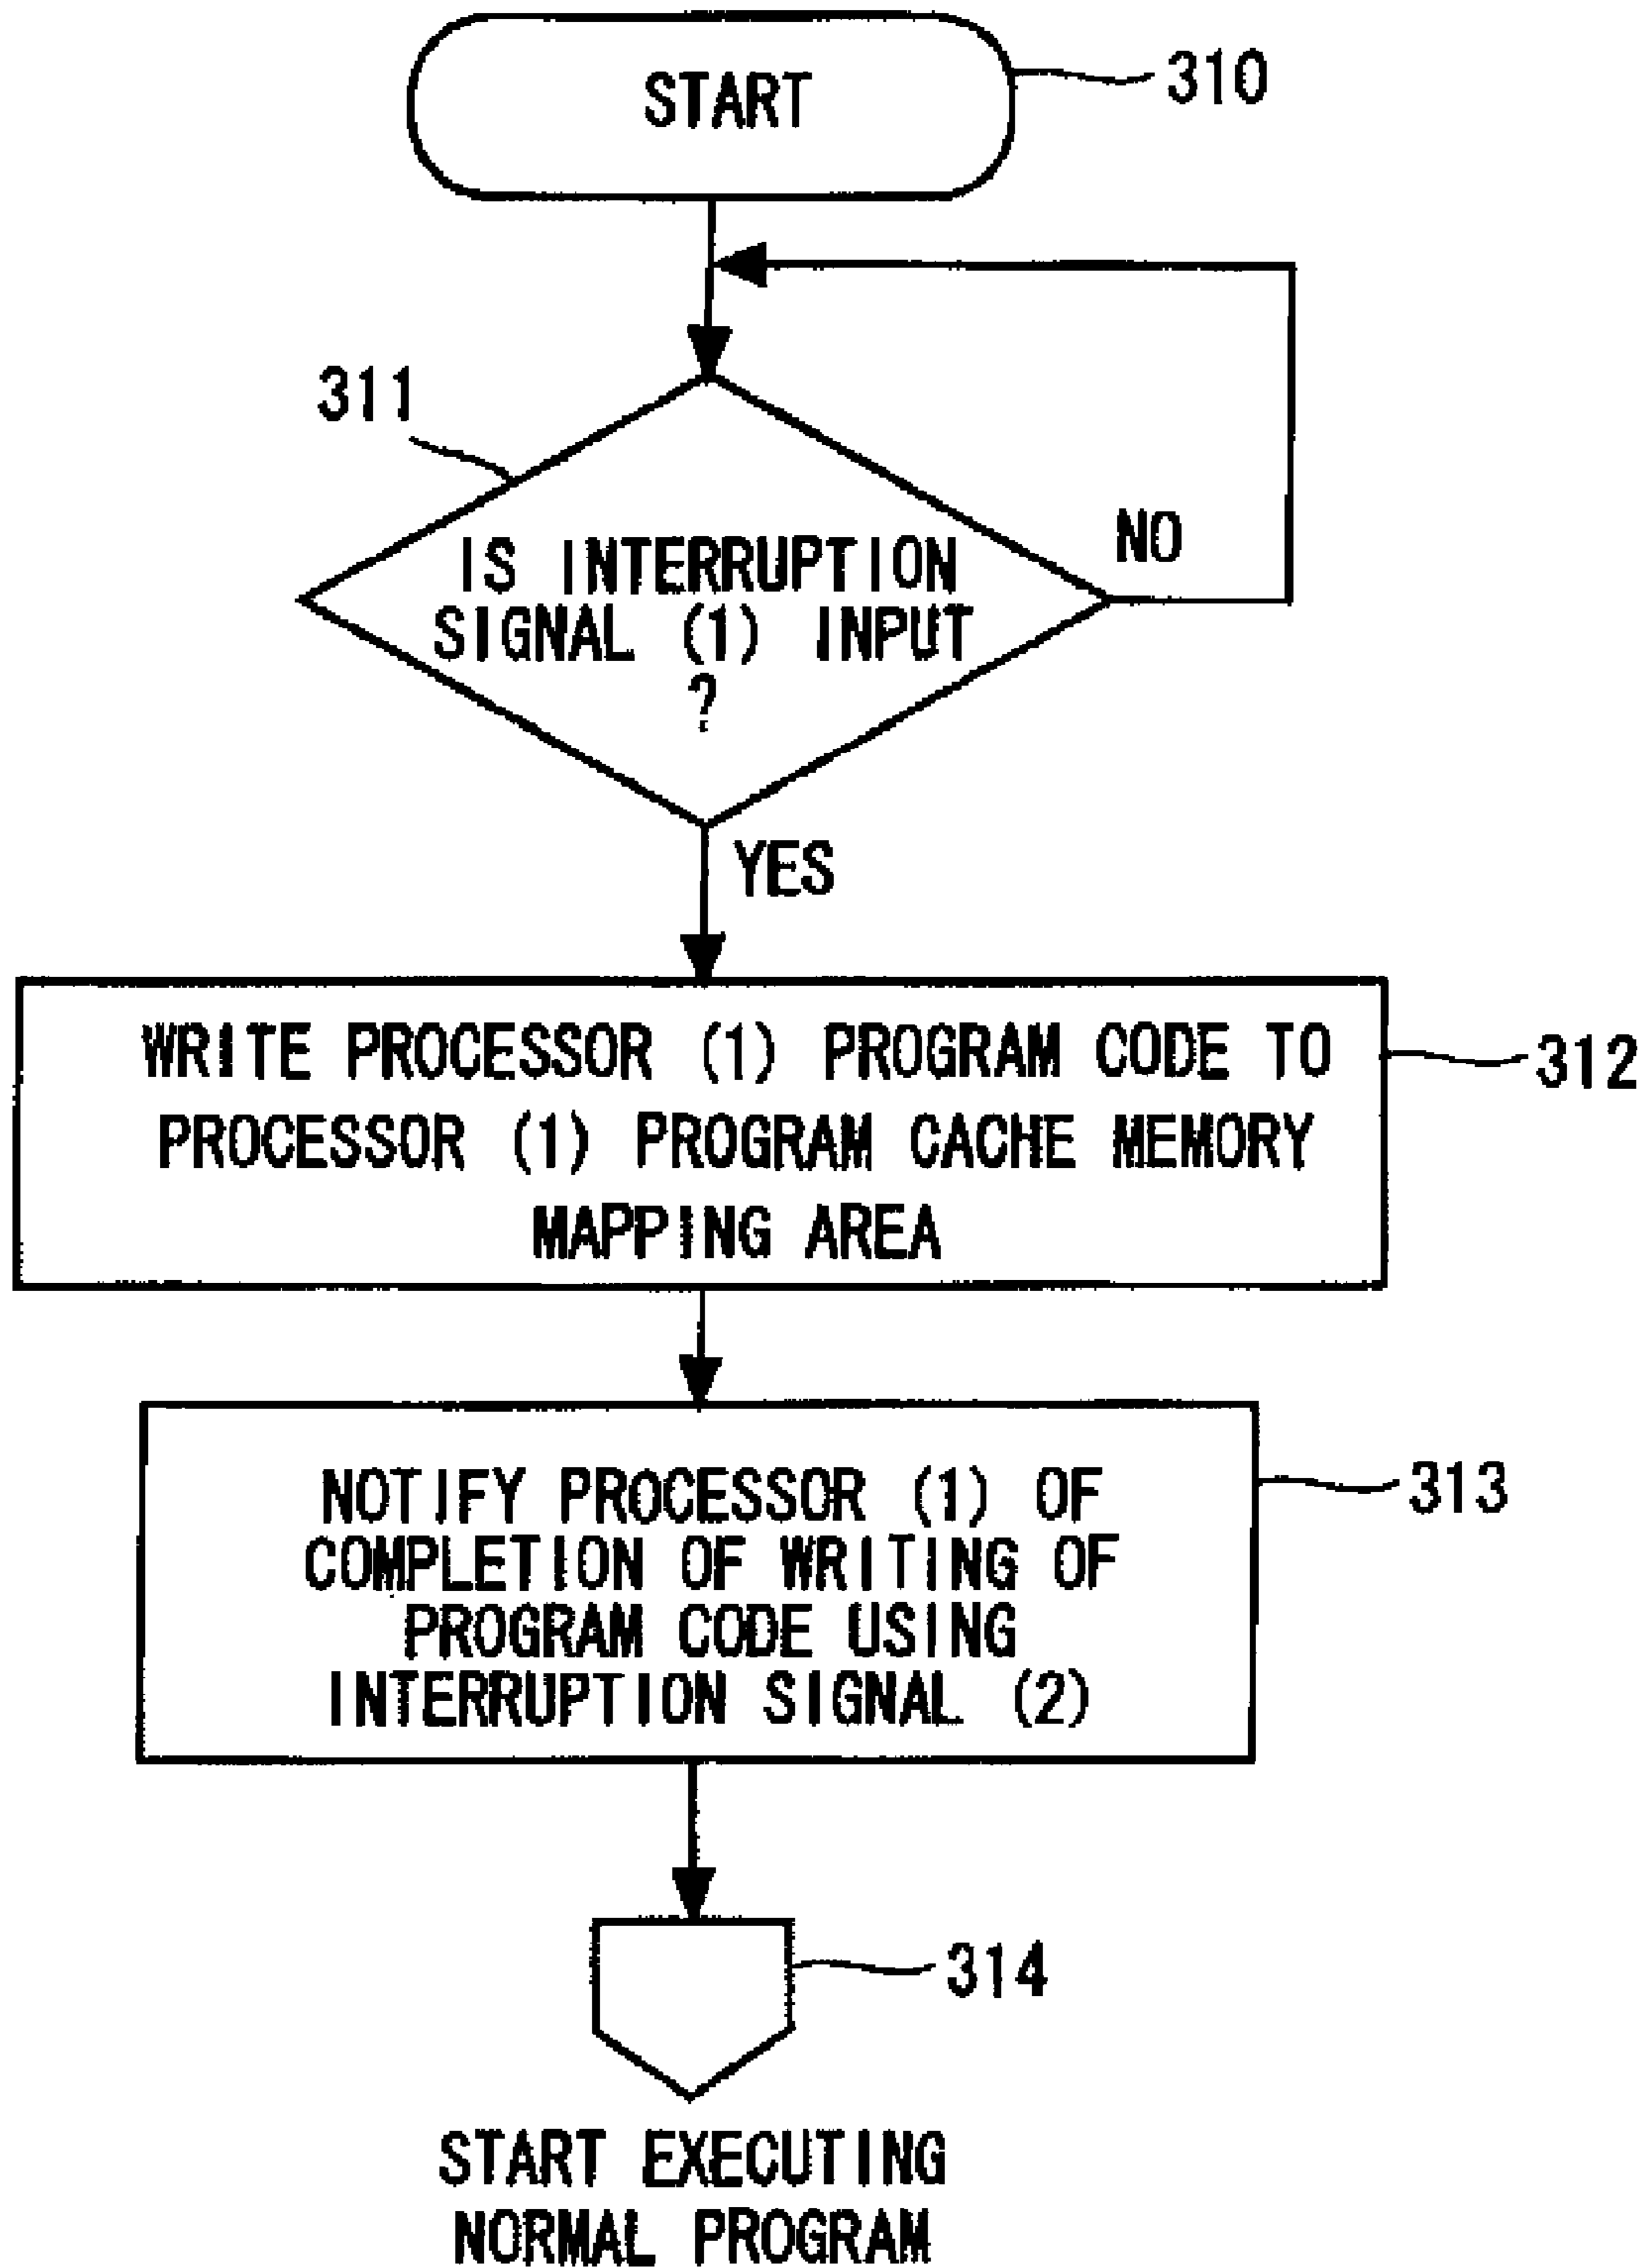 START
310
311
IS INTERRUPTION
SIGNAL (1) INPUT
?
NO
YES
WRITE PROCESSOR (1) PROGRAM CODE TO
PROCESSOR (1) PROGRAM CACHE MEMORY
MAPPING AREA
312
NOTIFY PROCESSOR (1) OF
COMPLETION OF WRITING OF
PROGRAM CODE USING
INTERRUPTION SIGNAL (2)
313
314
START EXECUTING
NORMAL PROGRAM